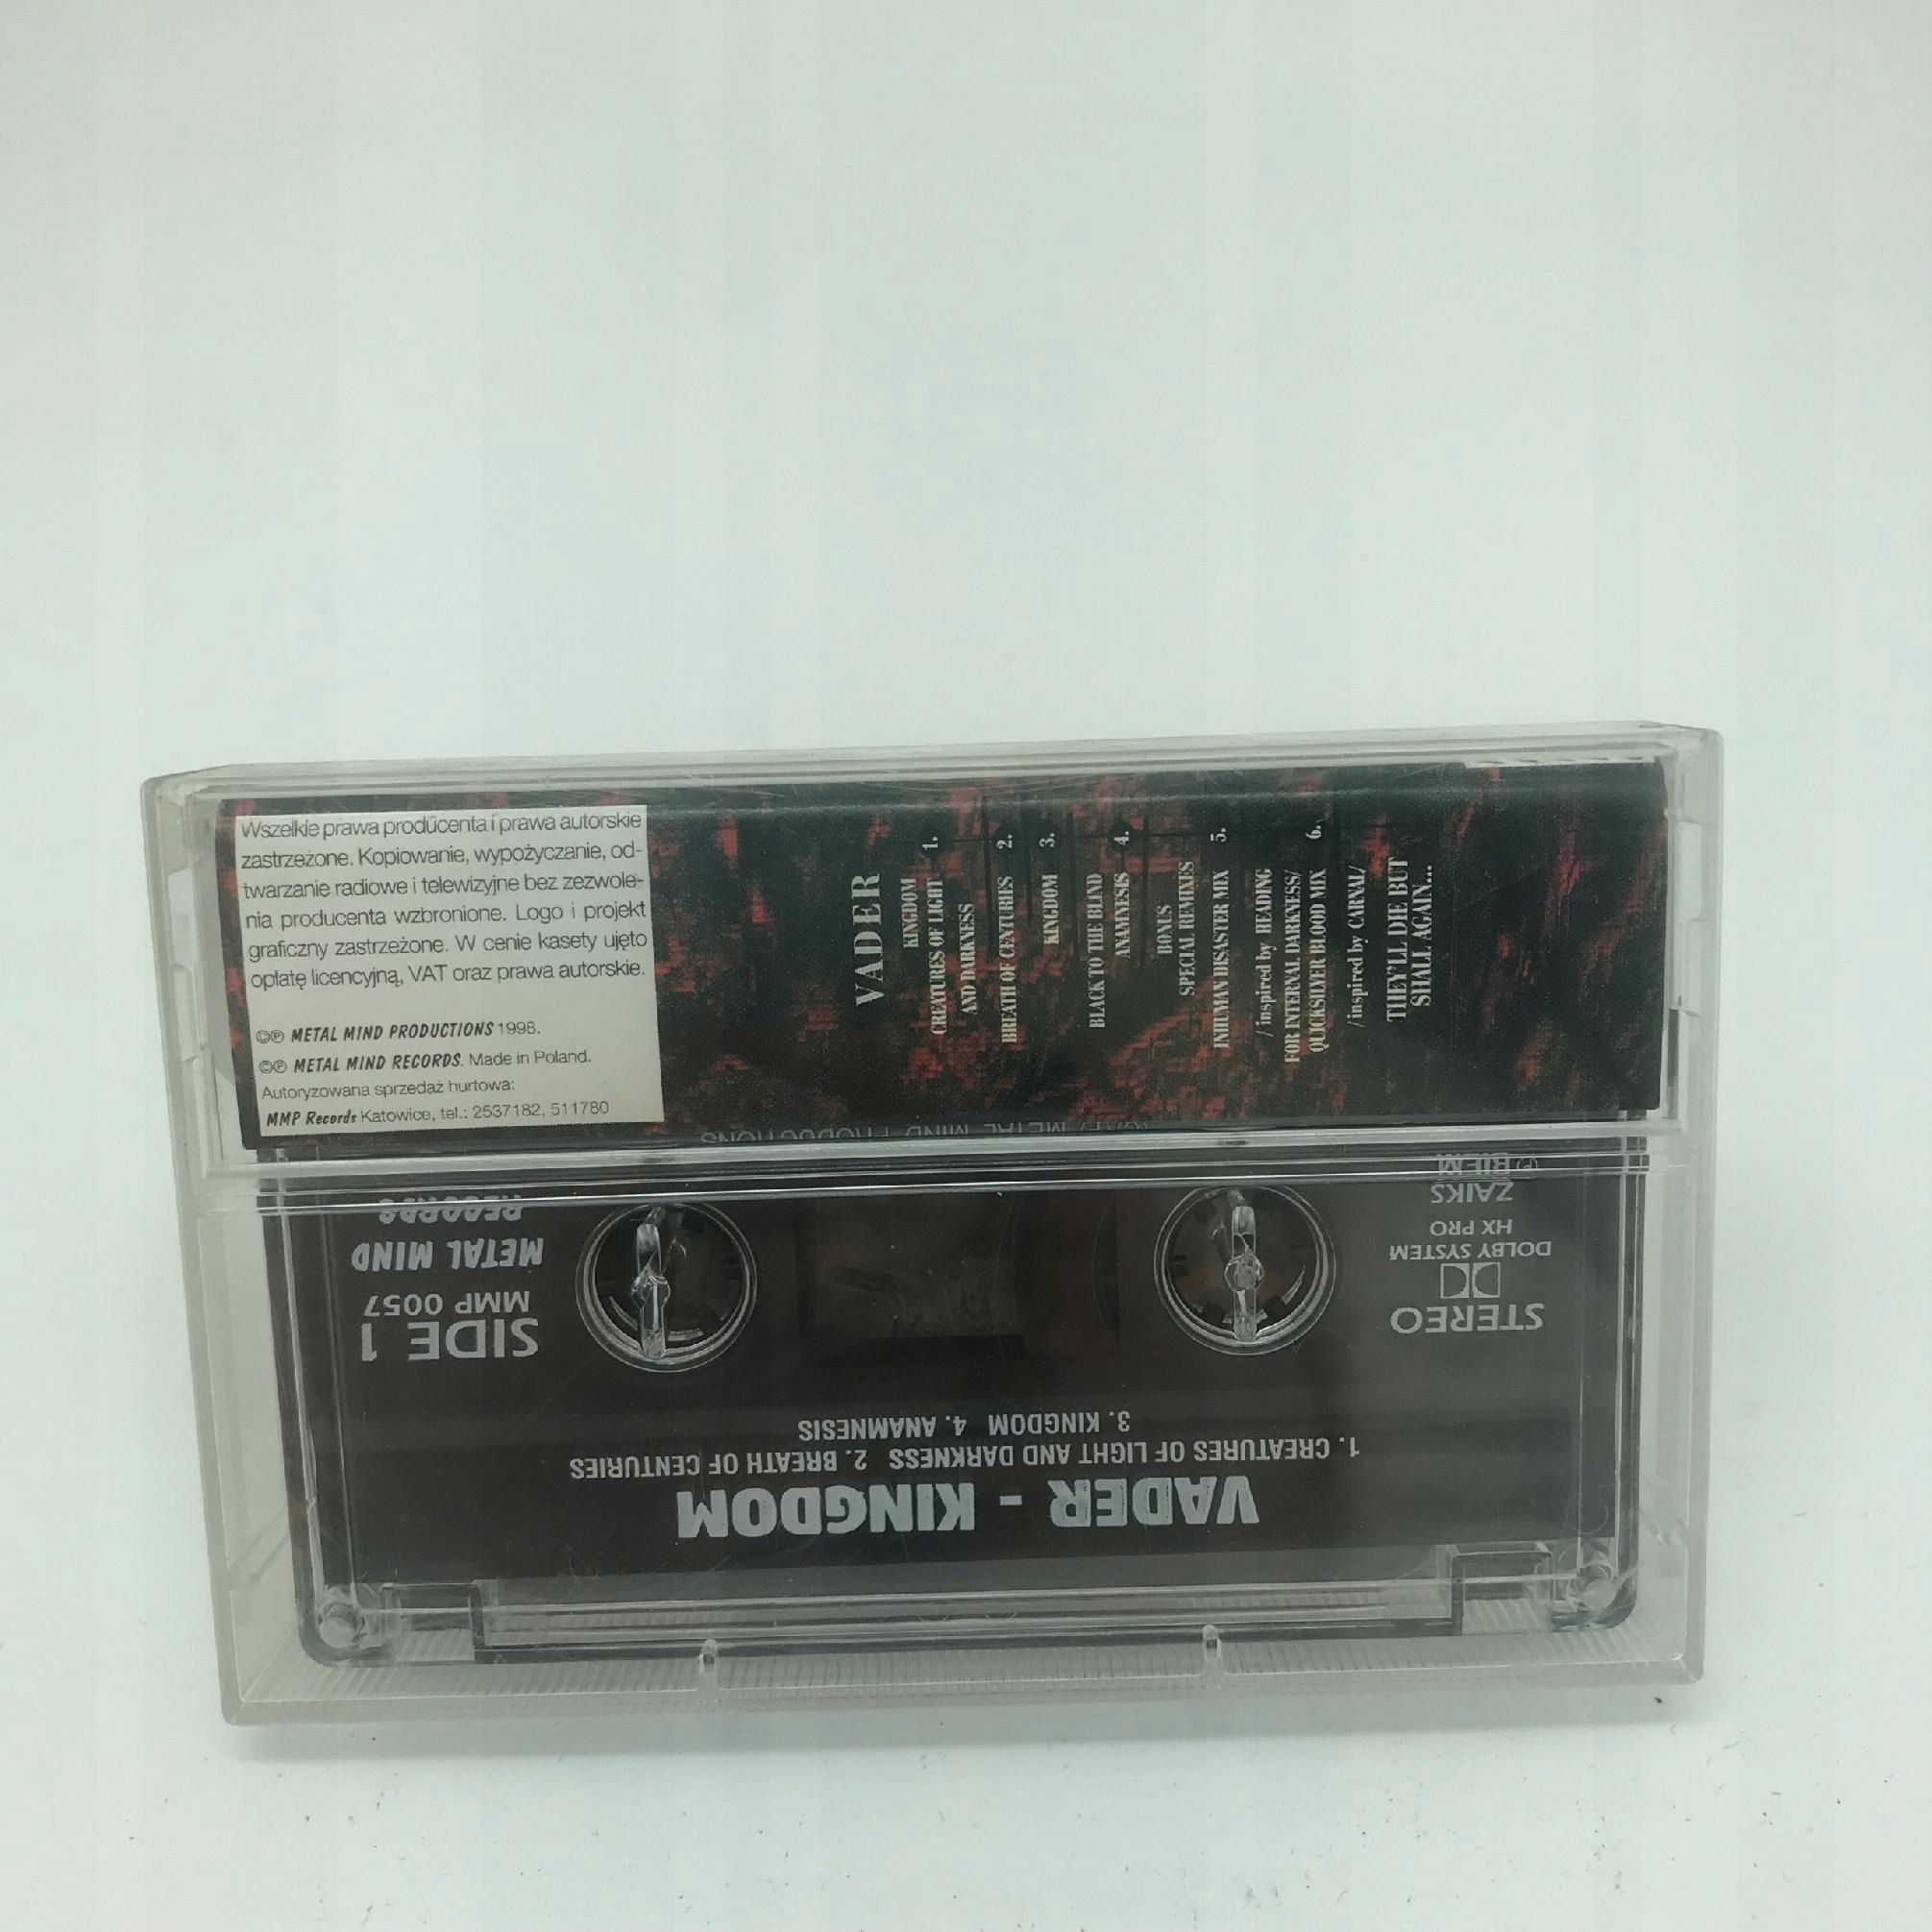 Wszelkie prawa producenta i prawa autorskie
zastrzeżone. Kopiowanie, wypożyczanie, od-
twarzanie radiowe i telewizyjne bez zezwole-
nia producenta wzbronione. Logo i projekt
graficzny zastrzeżone. W cenie kasety ujęto
opłatę licencyjną, VAT oraz prawa autorskie.
©℗ METAL MIND PRODUCTIONS 1998.
©℗ METAL MIND RECORDS. Made in Poland.
Autoryzowana sprzedaż hurtowa:
MMP Records Katowice, tel.: 2537182, 511780
VADER
KINGDOM
CREATURES OF LIGHT 1.
AND DARKNESS
BREATH OF CENTURIES 2.
KINGDOM 3.
BLACK TO THE BLIND
ANAMNESIS 4.
BONUS
SPECIAL REMIXES
INHUMAN DISASTER MIX 5.
/inspired by HEADING
FOR INTERNAL DARKNESS/
QUICKSILVER BLOOD MIX 6.
/inspired by CARNAL/
THEY'LL DIE BUT
SHALL AGAIN...
METAL MIND PRODUCTIONS
VADER - KINGDOM
1. CREATURES OF LIGHT AND DARKNESS 2. BREATH OF CENTURIES
3. KINGDOM 4. ANAMNESIS
STEREO
DOLBY SYSTEM
HX PRO
ZAIKS
BIEM ℗
SIDE 1
MMP 0057
METAL MIND
RECORDS